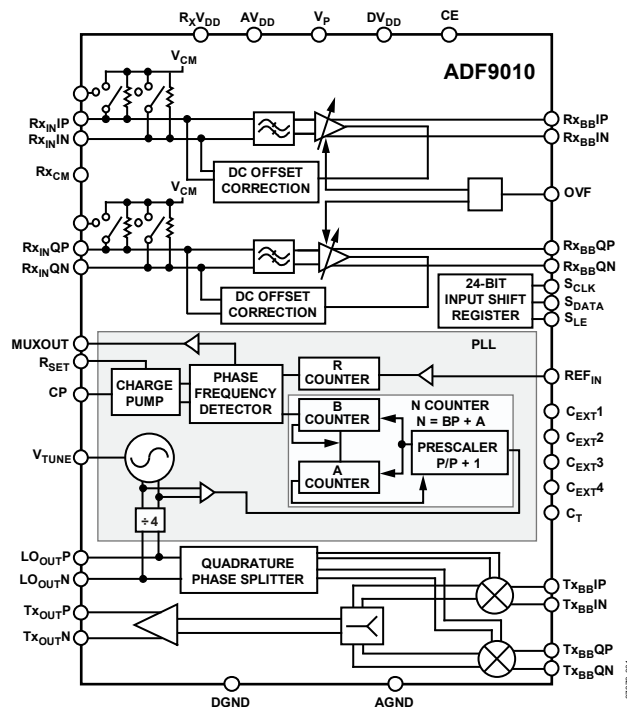 RXVDD AVDD VP DVDD CE
VCM
ADF9010
RxINIP
RxBBIP
RxININ
RxBBIN
RxCM
DC OFFSET
CORRECTION
OVF
VCM
RxINQP
RxBBQP
RxINQN
RxBBQN
DC OFFSET
CORRECTION
24-BIT
INPUT SHIFT
REGISTER
SCLK
SDATA
SLE
MUXOUT
PLL
RSET
CP
CHARGE
PUMP
PHASE
FREQUENCY
DETECTOR
R
COUNTER
REFIN
B
COUNTER
N COUNTER
N = BP + A
A
COUNTER
PRESCALER
P/P + 1
CEXT1
CEXT2
CEXT3
CEXT4
CT
VTUNE
÷4
LOOUTP
LOOUTN
QUADRATURE
PHASE SPLITTER
TxOUTP
TxOUTN
TxBBIP
TxBBIN
TxBBQP
TxBBQN
DGND AGND